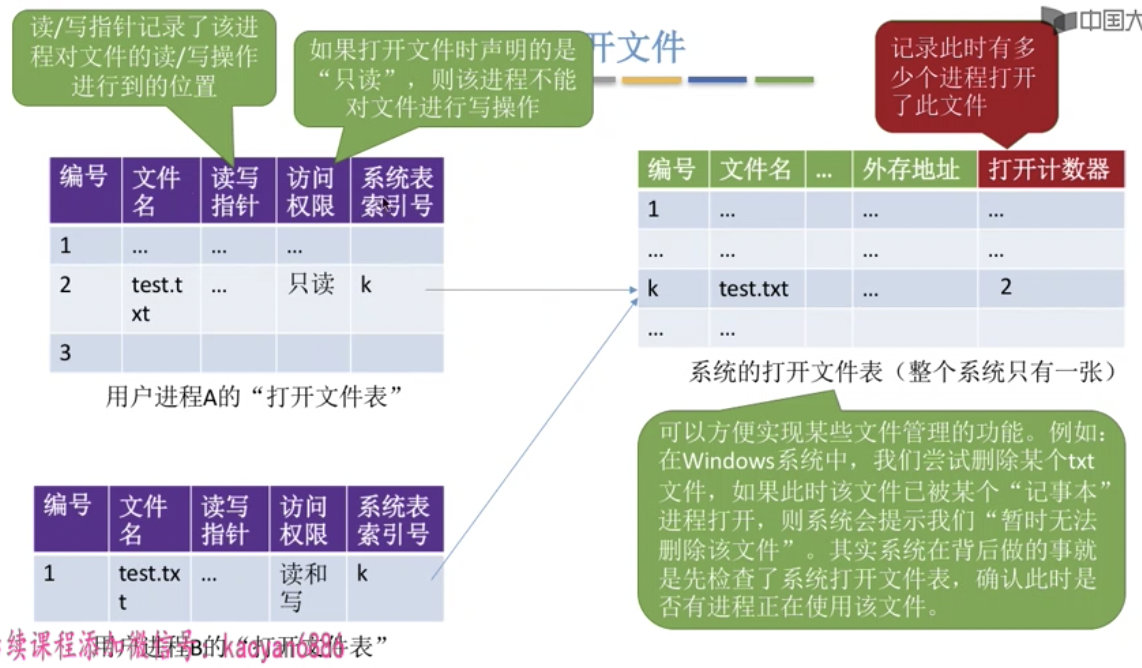 读/写指针记录了该进
程对文件的读/写操作
进行到的位置
如果打开文件时声明的是
“只读”，则该进程不能
对文件进行写操作
开文件
中国大
记录此时有多
少个进程打开
了此文件
编号 文件名 读写指针 访问权限 系统表索引号
1 ... ... ...
2 test.txt ... 只读 k
3
用户进程A的“打开文件表”
编号 文件名 ... 外存地址 打开计数器
1 ... ... ...
... ... ... ...
k test.txt ... 2
... ...
系统的打开文件表（整个系统只有一张）
可以方便实现某些文件管理的功能。例如：
在Windows系统中，我们尝试删除某个txt
文件，如果此时该文件已被某个“记事本”
进程打开，则系统会提示我们“暂时无法
删除该文件”。其实系统在背后做的事就
是先检查了系统打开文件表，确认此时是
否有进程正在使用该文件。
编号 文件名 读写指针 访问权限 系统表索引号
1 test.txt ... 读和写 k
用户进程B的“打开文件表”
续课程添加微信号：kaoyan6886